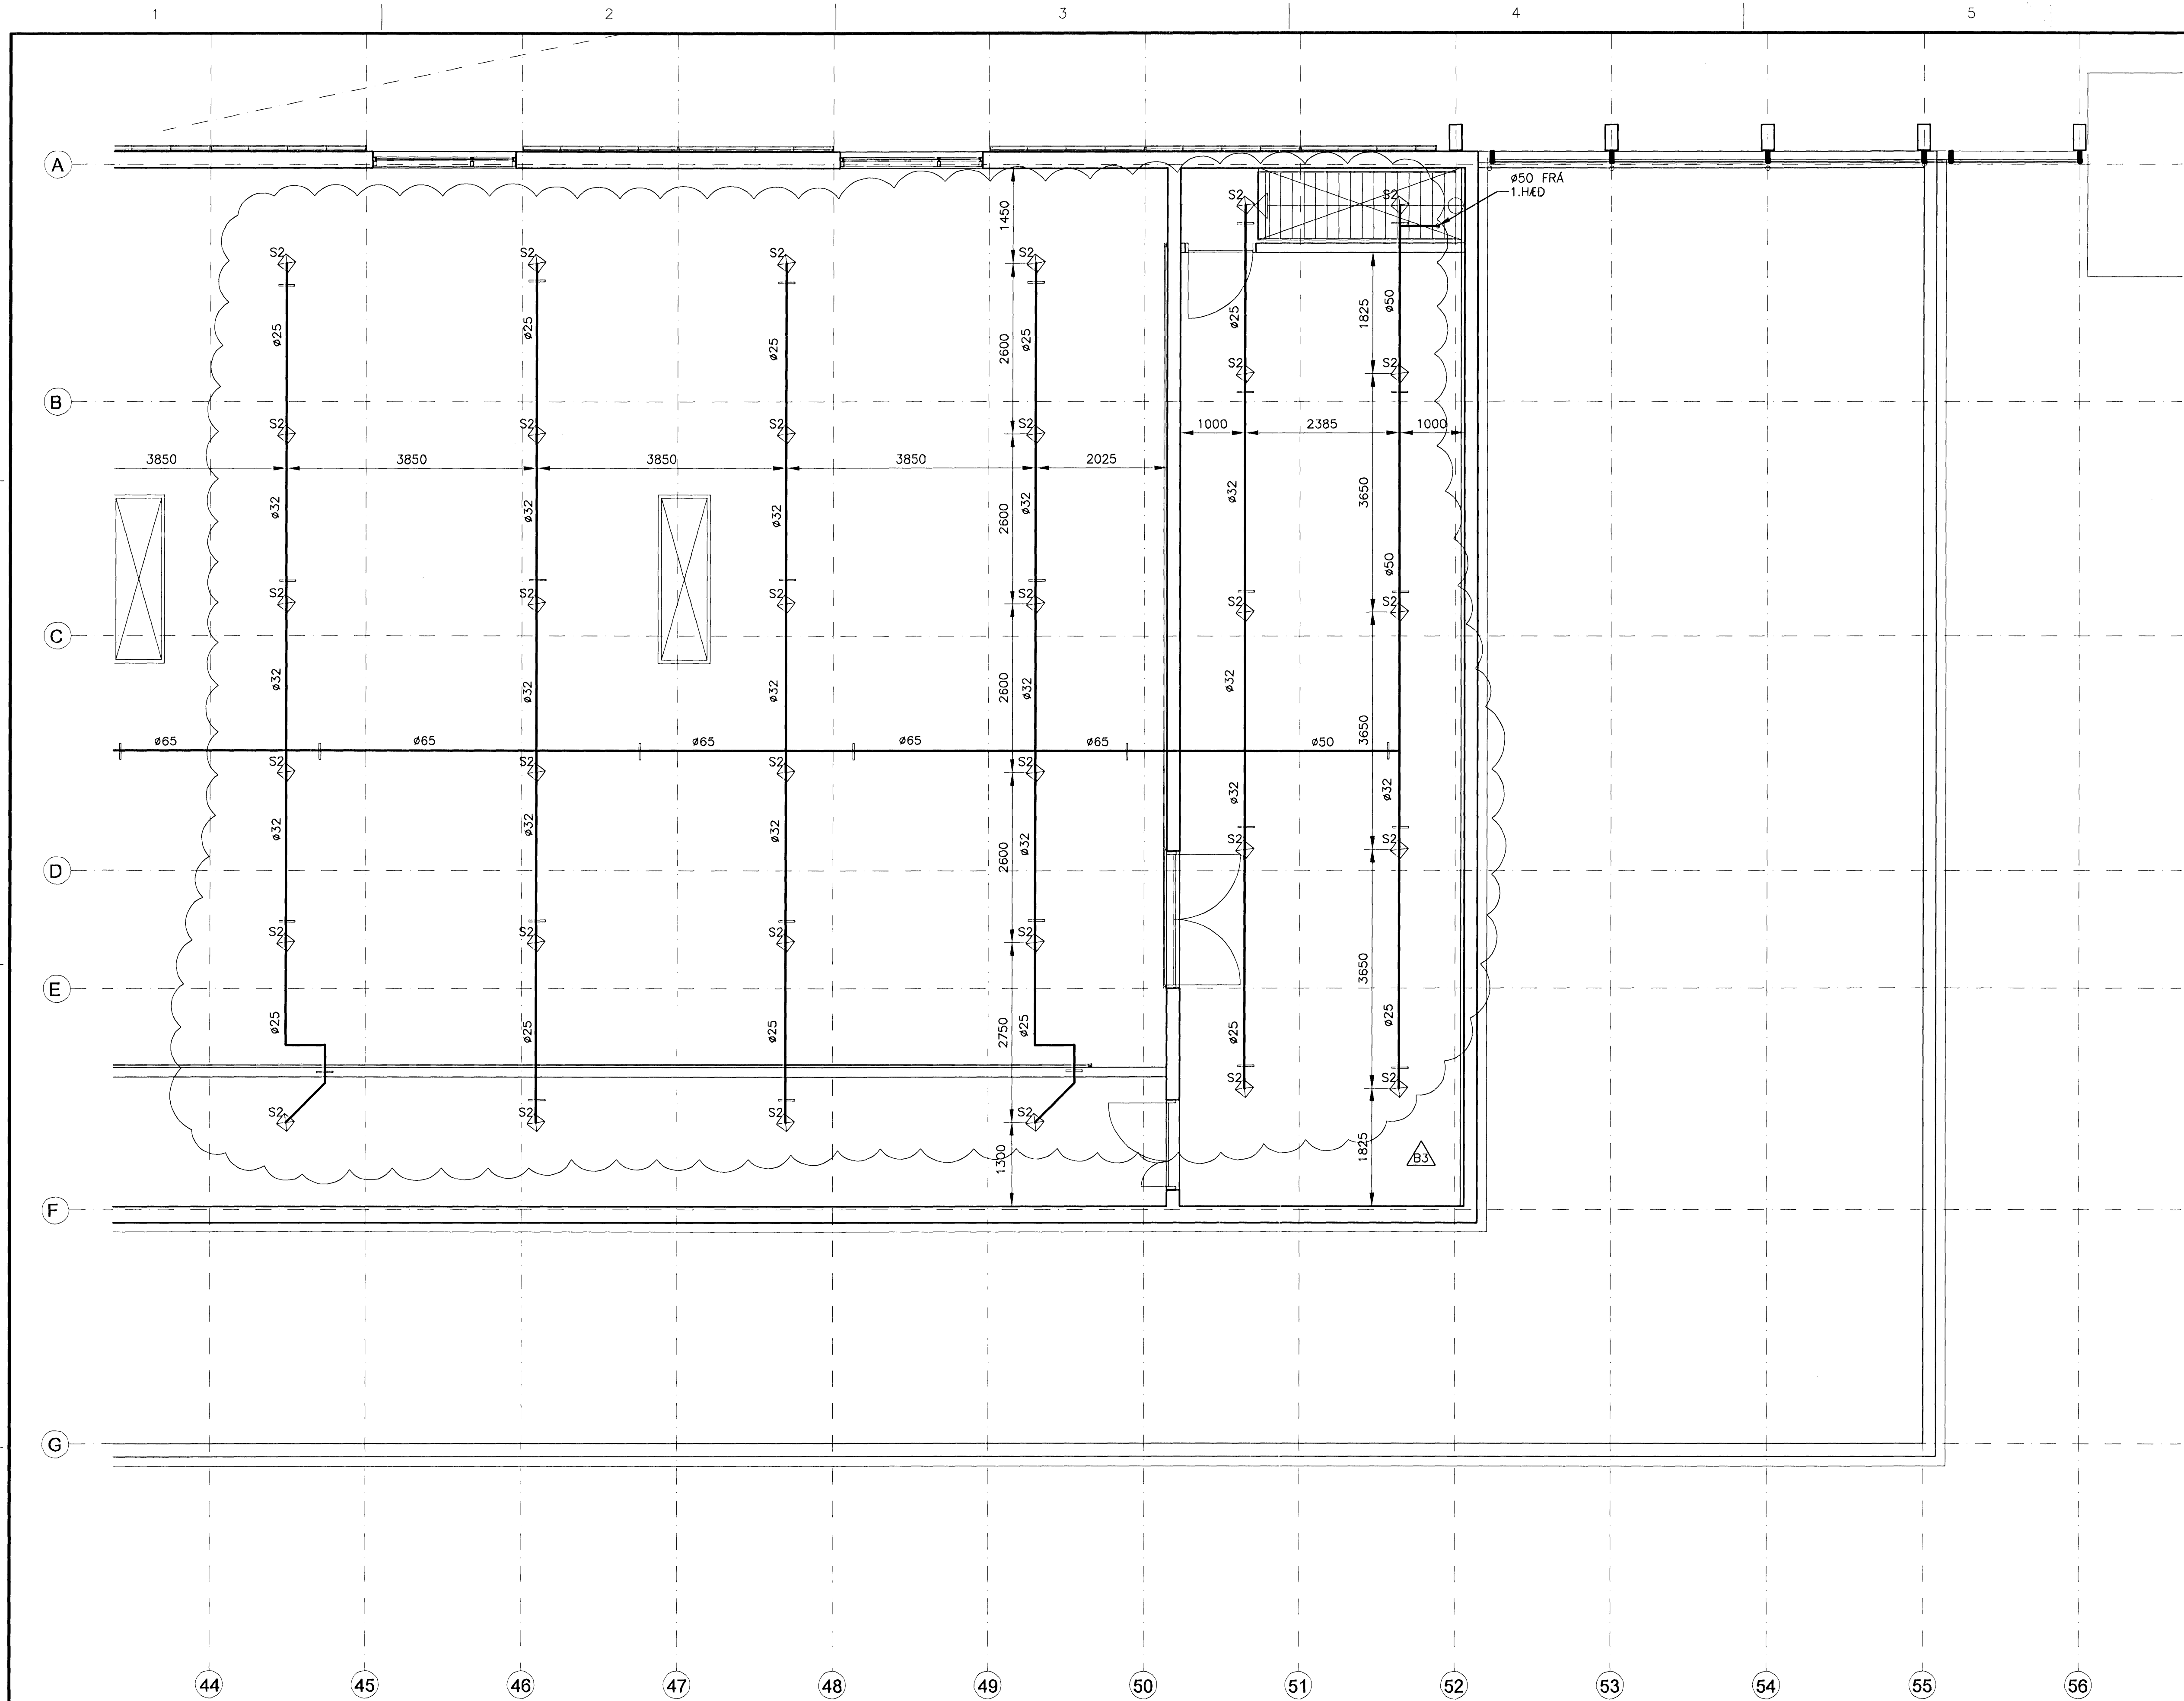 1 2 3 4 5
A
ø50 FRÁ
1.HÆD
S2 S2
1450
S2 S2 S2 S2
ø25 ø25 ø25 ø25 2600 ø25 1825 ø50
S2 S2
B
S2 S2 S2 S2
1000 2385 1000
3850 3850 3850 3850 2025
ø32 ø32 ø32 ø32 2600 ø32 3650
ø50
S2 S2 S2 S2 S2 S2
C
ø32 ø32 ø32 ø32 2600 ø32 3650
ø65 ø65 ø65 ø65 ø65 ø50
S2 S2 S2 S2
ø32 ø32 ø32 ø32 2600 ø32 ø32
S2 S2
D
S2 S2 S2 S2
E
3650
ø25 ø25 ø25 ø25 2750 ø25 ø25
S2 S2
S2 S2 S2 S2
1300 1825 B3
F
G
44 45 46 47 48 49 50 51 52 53 54 55 56